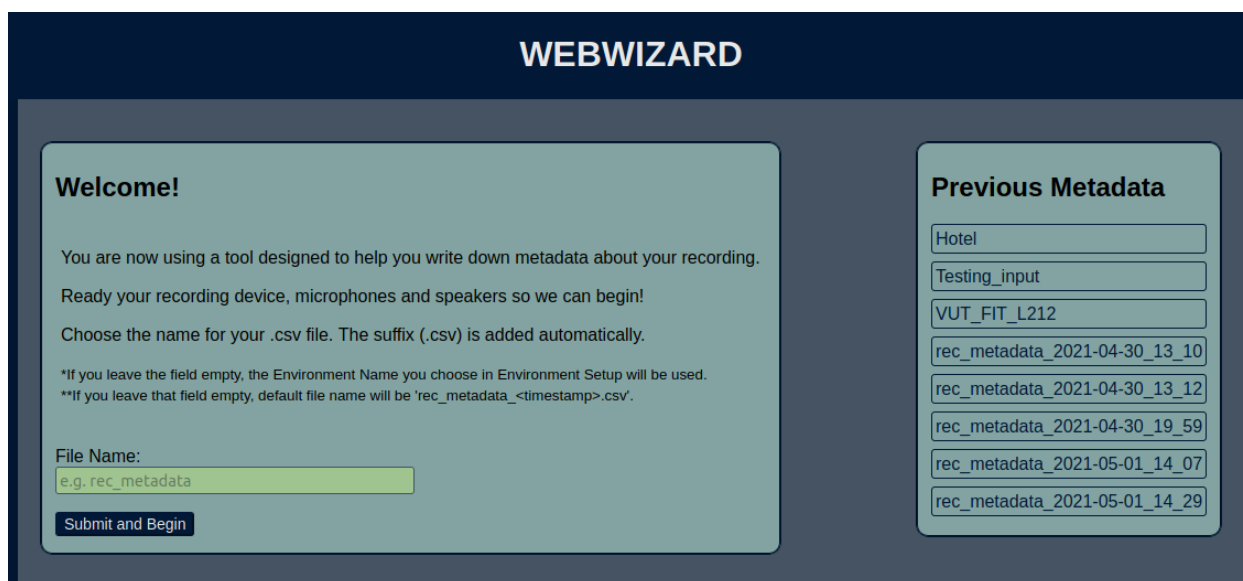 WEBWIZARD
Welcome!
You are now using a tool designed to help you write down metadata about your recording.
Ready your recording device, microphones and speakers so we can begin!
Choose the name for your .csv file. The suffix (.csv) is added automatically.
*If you leave the field empty, the Environment Name you choose in Environment Setup will be used.
**If you leave that field empty, default file name will be 'rec_metadata_<timestamp>.csv'.
File Name:
e.g. rec_metadata
Submit and Begin
Previous Metadata
Hotel
Testing_input
VUT_FIT_L212
rec_metadata_2021-04-30_13_10
rec_metadata_2021-04-30_13_12
rec_metadata_2021-04-30_19_59
rec_metadata_2021-05-01_14_07
rec_metadata_2021-05-01_14_29